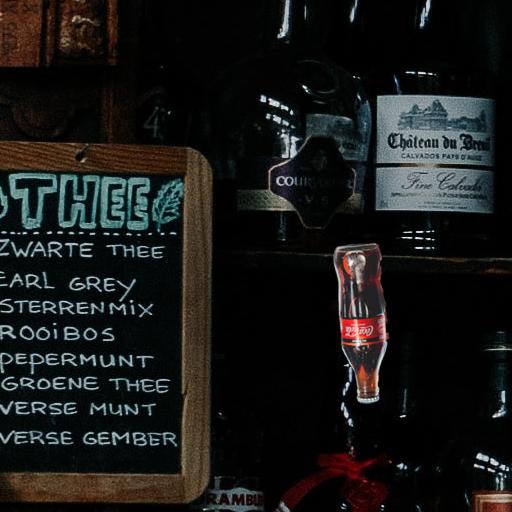 THEE
ZWARTE THEE
EARL GREY
STERRENMIX
ROOIBOS
PEPERMUNT
GROENE THEE
VERSE MUNT
VERSE GEMBER
COURVOISIER
VS
Château du Breuil
CALVADOS PAYS D'AUGE
Fine Calvados
Coca-Cola